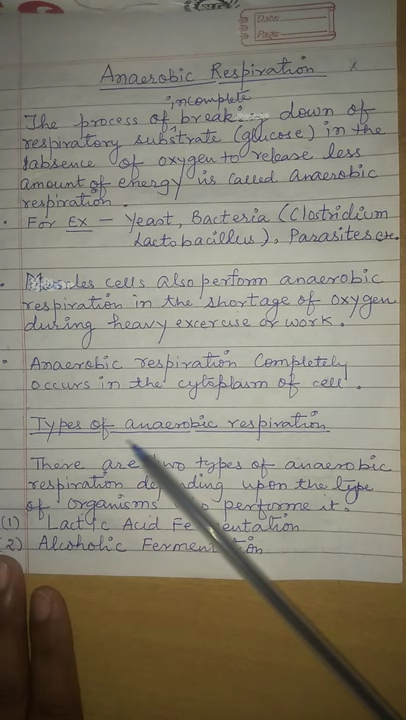 Date:
Page:
Anaerobic Respiration
incomplete
The process of break down of
respiratory substrate (glucose) in the
absence of oxygen to release less
amount of energy is called anaerobic
respiration.
• For Ex - Yeast, Bacteria (Clostridium
Lactobacillus), Parasites etc.
• Muscles cells also perform anaerobic
respiration in the shortage of oxygen
during heavy excercise or work.
• Anaerobic respiration Completely
occurs in the cytoplasm of cell.
Types of anaerobic respiration
There are two types of anaerobic
respiration depending upon the type
of organisms performe it.
(1) Lactic Acid Fermentation
(2) Alcoholic Fermentation